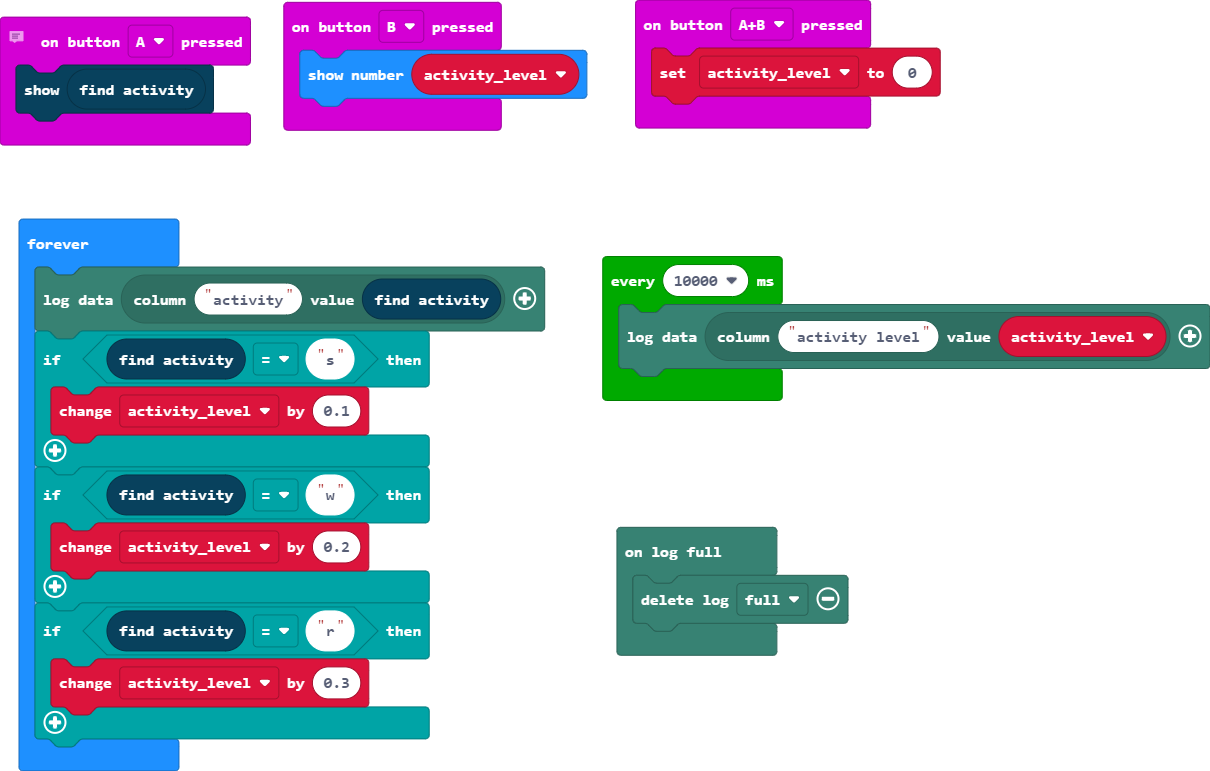 on button A pressed
show find activity
on button B pressed
show number activity_level
on button A+B pressed
set activity_level to 0
forever
log data column "activity" value find activity
if find activity = "s" then
change activity_level by 0.1
if find activity = "w" then
change activity_level by 0.2
if find activity = "r" then
change activity_level by 0.3
every 10000 ms
log data column "activity level" value activity_level
on log full
delete log full